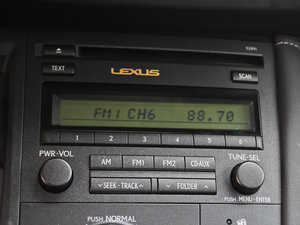 TEXT
LEXUS
SCAN
FM1 CH6 88.70
1 2 3 4 5 6
PWR•VOL
AM FM1 FM2 CD•AUX
TUNE•SEL
SEEK•TRACK
FOLDER
PUSH MENU•ENTER
PUSH NORMAL